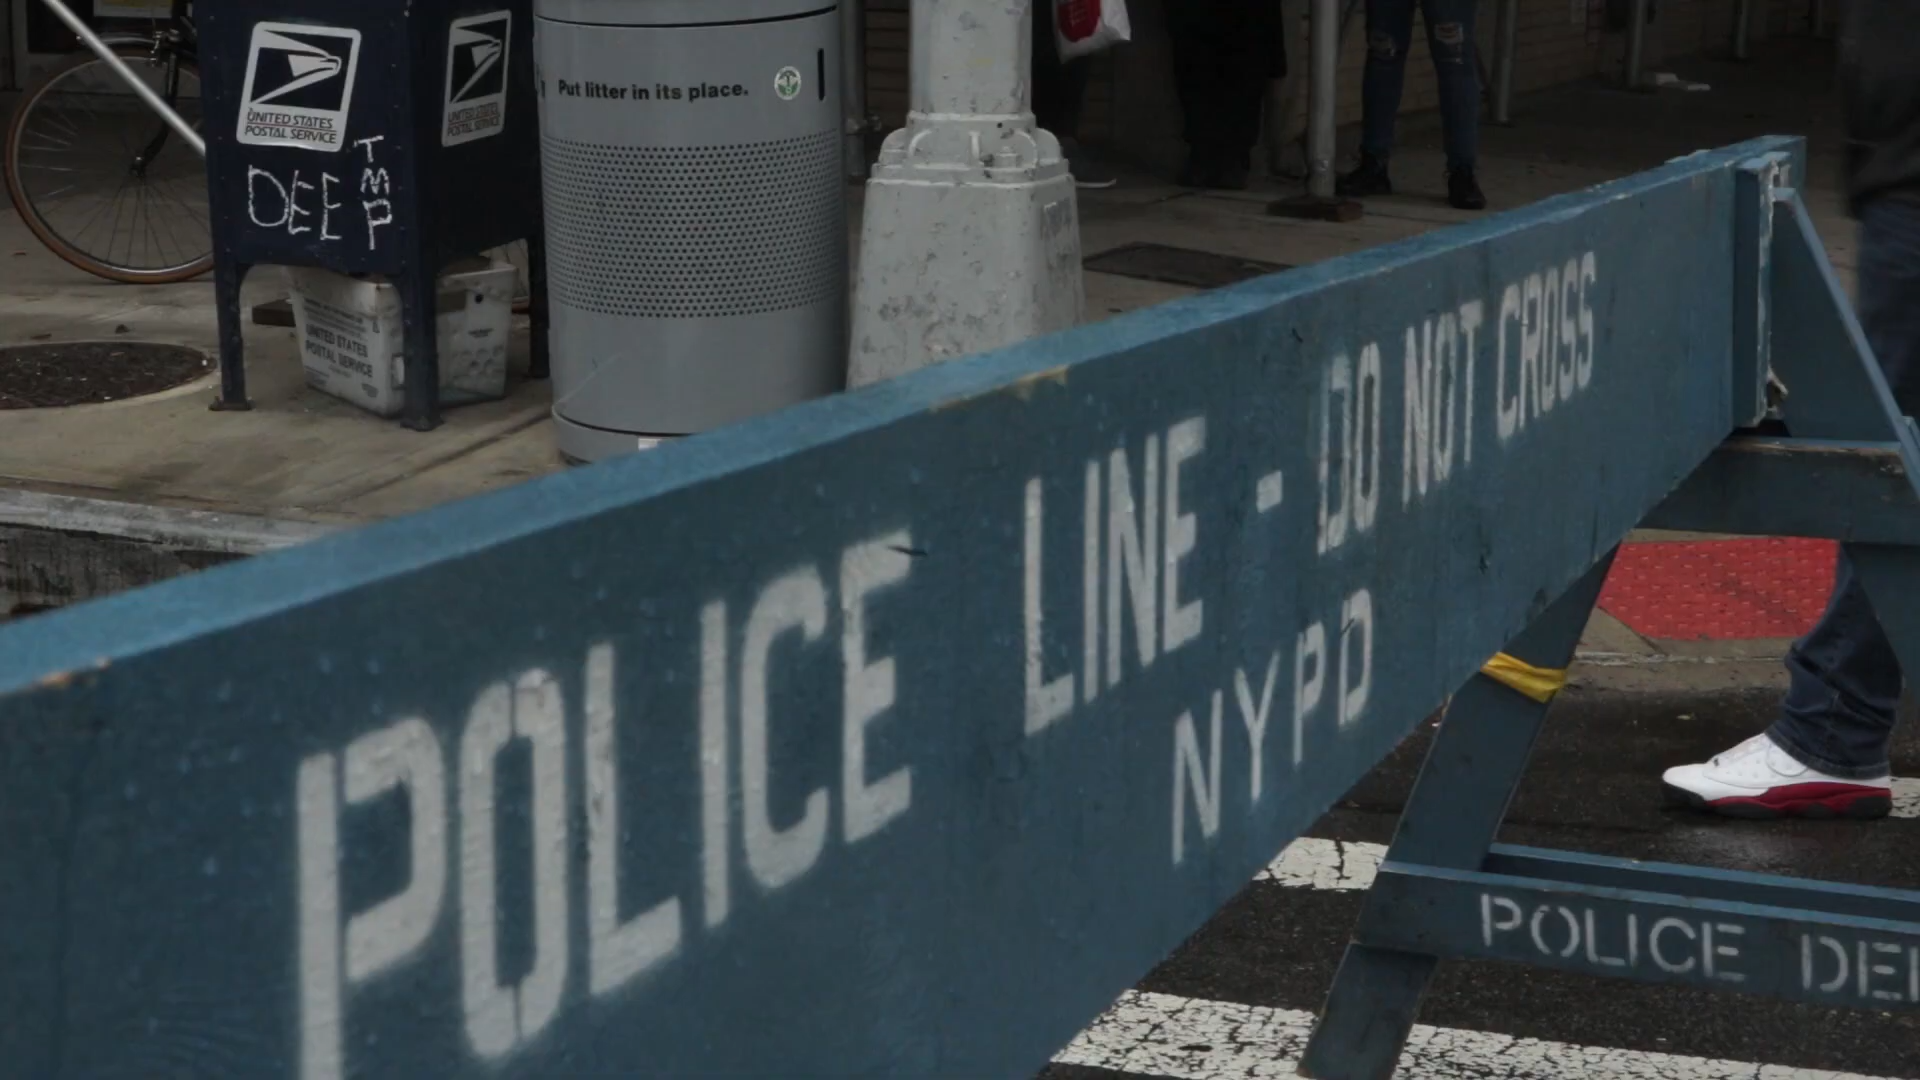 UNITED STATES
POSTAL SERVICE
UNITED STATES
POSTAL SERVICE
DEE
TMP
Put litter in its place.
UNITED STATES
POSTAL SERVICE
POLICE LINE - DO NOT CROSS
NYPD
POLICE DE